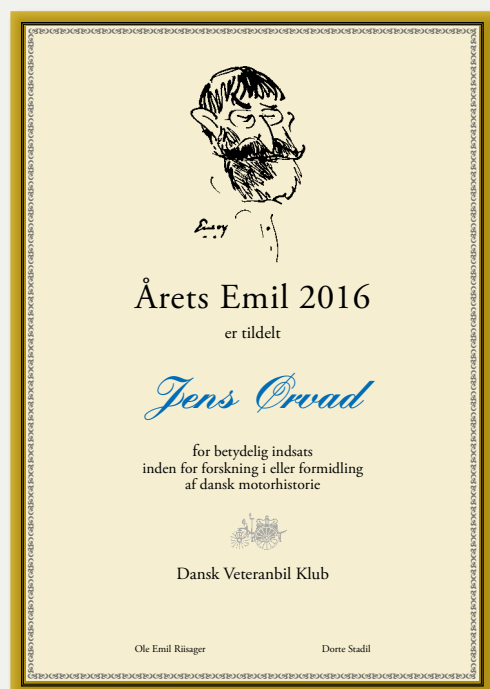 Årets Emil 2016
er tildelt
Jens Ørvad
for betydelig indsats
inden for forskning i eller formidling
af dansk motorhistorie
Dansk Veteranbil Klub
Ole Emil Riisager Dorte Stadil